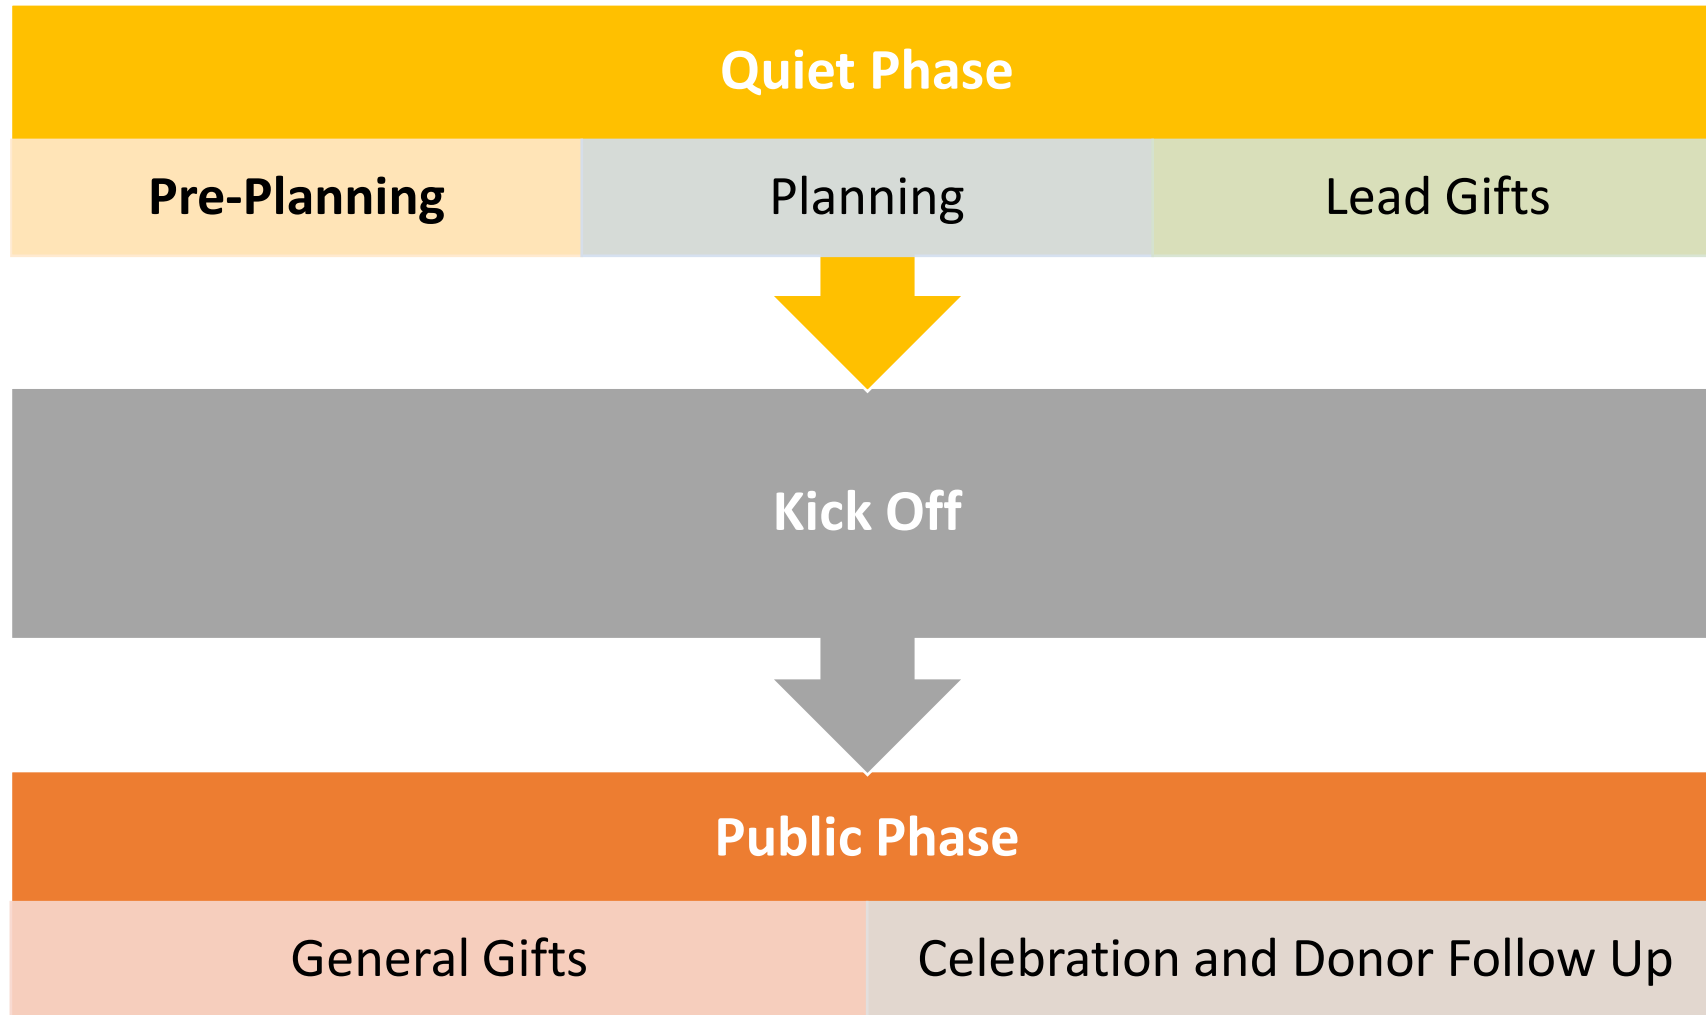 Quiet Phase
Pre-Planning
Planning
Lead Gifts
Kick Off
Public Phase
General Gifts
Celebration and Donor Follow Up